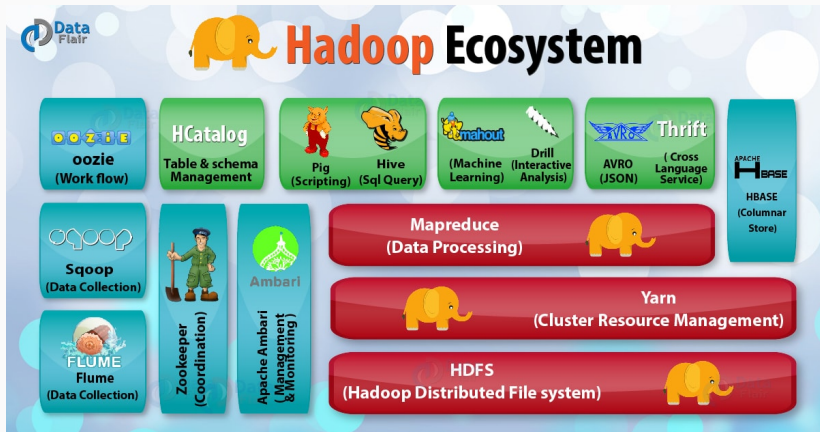 Data
Flair
Hadoop Ecosystem
OOZIE
oozie
(Work flow)
HCatalog
Table & schema
Management
Pig
(Scripting)
Hive
(Sql Query)
mahout
(Machine
Learning)
Drill
(Interactive
Analysis)
AVRO
AVRO
(JSON)
Thrift
( Cross
Language
Service)
APACHE
HBASE
HBASE
(Columnar
Store)
sqoop
Sqoop
(Data Collection)
FLUME
Flume
(Data Collection)
Zookeeper
(Coordination)
Ambari
Apache Ambari
( Management
& Monitoring )
Mapreduce
(Data Processing)
Yarn
(Cluster Resource Management)
HDFS
(Hadoop Distributed File system)